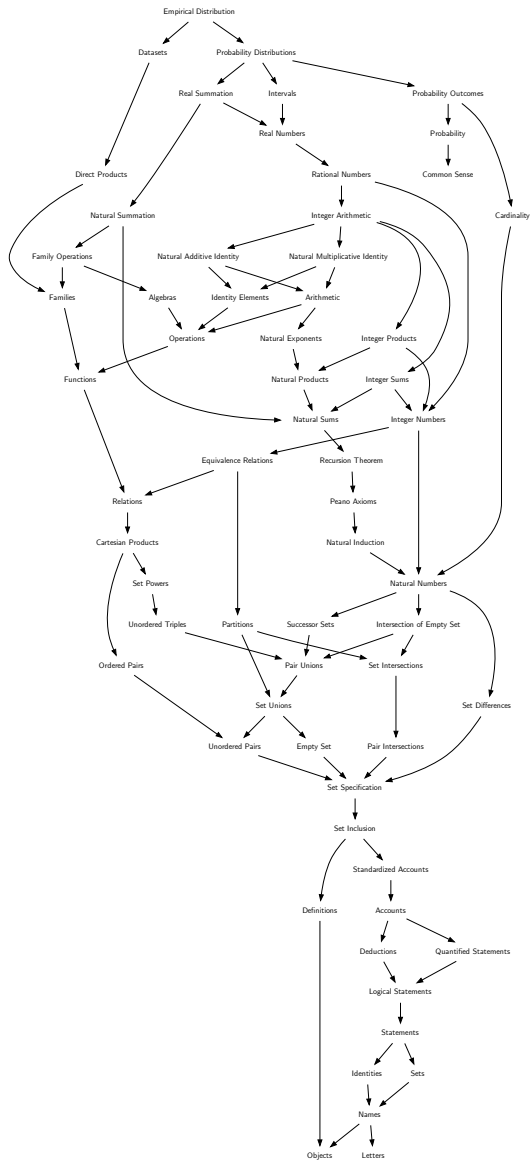 Empirical Distribution
Datasets
Probability Distributions
Real Summation
Intervals
Probability Outcomes
Real Numbers
Probability
Direct Products
Rational Numbers
Common Sense
Natural Summation
Integer Arithmetic
Cardinality
Family Operations
Natural Additive Identity
Natural Multiplicative Identity
Families
Algebras
Identity Elements
Arithmetic
Operations
Natural Exponents
Integer Products
Functions
Natural Products
Integer Sums
Natural Sums
Integer Numbers
Equivalence Relations
Recursion Theorem
Relations
Peano Axioms
Cartesian Products
Natural Induction
Set Powers
Natural Numbers
Unordered Triples
Partitions
Successor Sets
Intersection of Empty Set
Ordered Pairs
Pair Unions
Set Intersections
Set Unions
Set Differences
Unordered Pairs
Empty Set
Pair Intersections
Set Specification
Set Inclusion
Standardized Accounts
Definitions
Accounts
Deductions
Quantified Statements
Logical Statements
Statements
Identities
Sets
Names
Objects
Letters